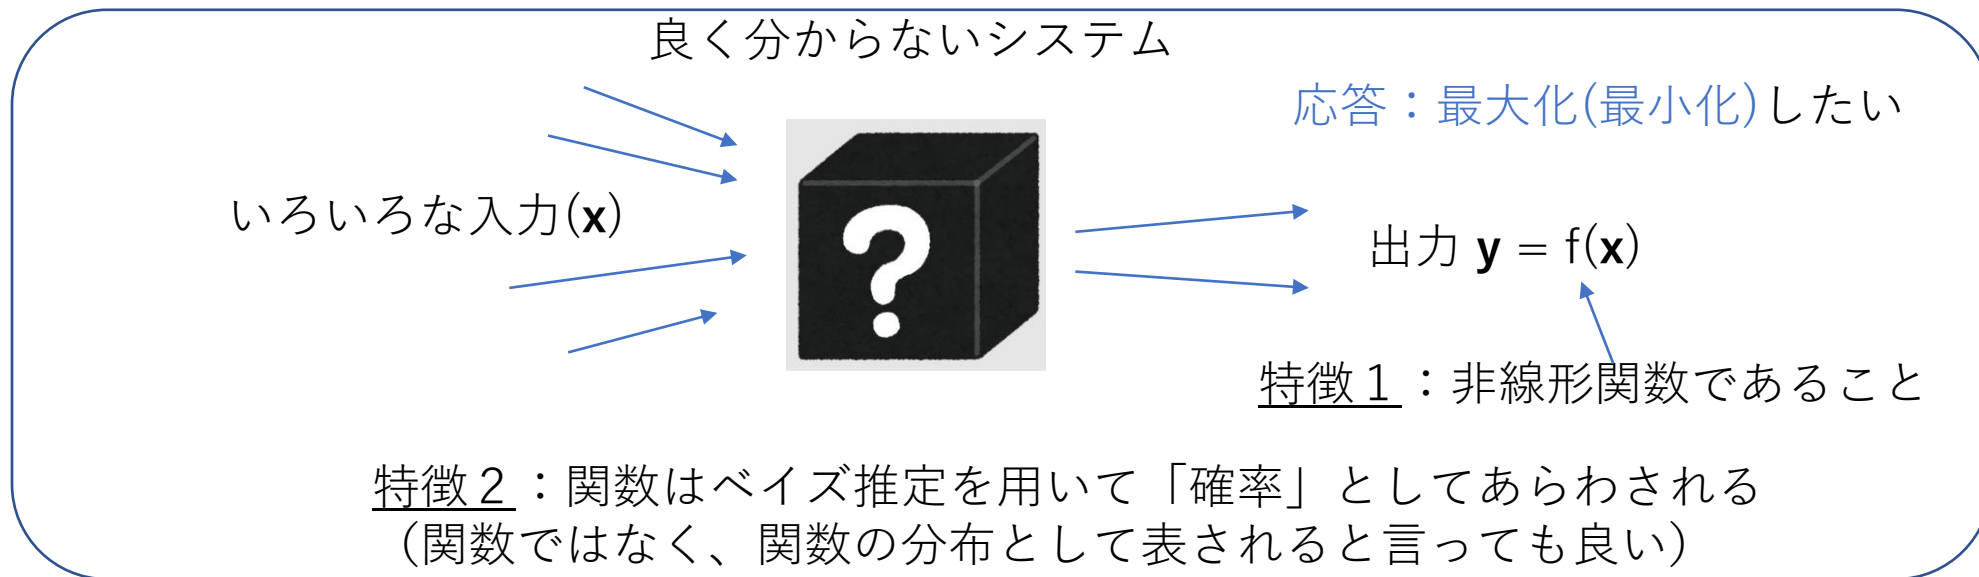 良く分からないシステム
応答：最大化(最小化)したい
いろいろな入力(x)
?
出力 y = f(x)
特徴１：非線形関数であること
特徴２：関数はベイズ推定を用いて「確率」としてあらわされる
（関数ではなく、関数の分布として表されると言っても良い）